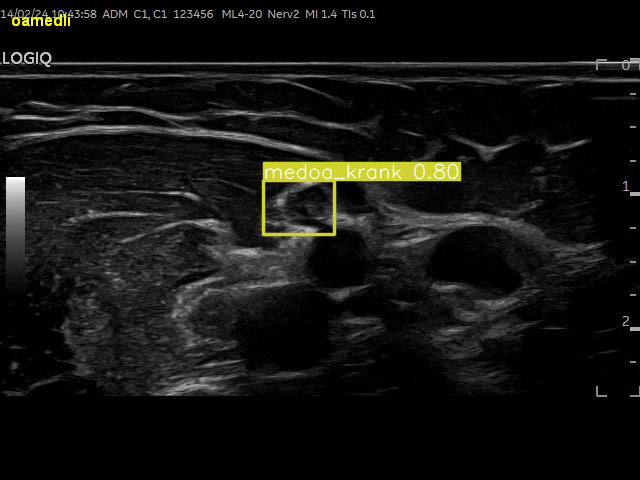 14/02/24 10:43:58 ADM C1, C1 123456 ML4-20 Nerv2 MI 1.4 TIs 0.1
oamedii
LOGIQ
0
medoa_krank 0.80
1
2